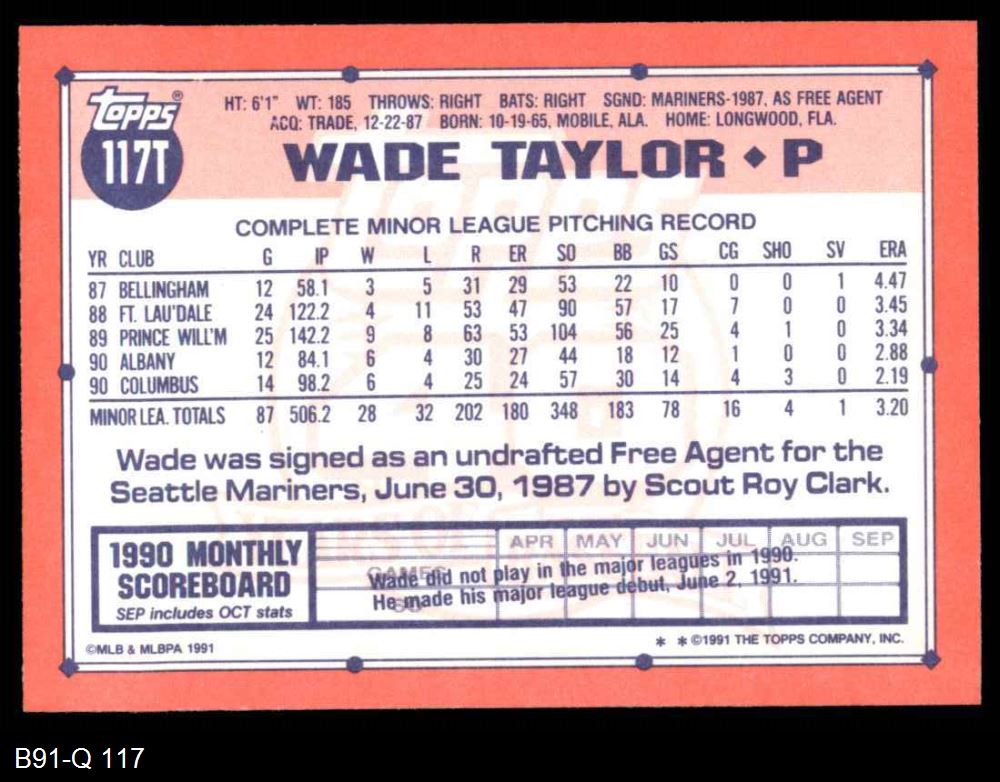 Topps®
117T
HT: 6'1" WT: 185 THROWS: RIGHT BATS: RIGHT SGND: MARINERS-1987, AS FREE AGENT
ACQ: TRADE, 12-22-87 BORN: 10-19-65, MOBILE, ALA. HOME: LONGWOOD, FLA.
WADE TAYLOR ◆ P
COMPLETE MINOR LEAGUE PITCHING RECORD
YR CLUB G IP W L R ER SO BB GS CG SHO SV ERA
87 BELLINGHAM 12 58.1 3 5 31 29 53 22 10 0 0 1 4.47
88 FT. LAU'DALE 24 122.2 4 11 53 47 90 57 17 7 0 0 3.45
89 PRINCE WILL'M 25 142.2 9 8 63 53 104 56 25 4 1 0 3.34
90 ALBANY 12 84.1 6 4 30 27 44 18 12 1 0 0 2.88
90 COLUMBUS 14 98.2 6 4 25 24 57 30 14 4 3 0 2.19
MINOR LEA. TOTALS 87 506.2 28 32 202 180 348 183 78 16 4 1 3.20
Wade was signed as an undrafted Free Agent for the
Seattle Mariners, June 30, 1987 by Scout Roy Clark.
1990 MONTHLY
SCOREBOARD
SEP includes OCT stats
APR MAY JUN JUL AUG SEP
GAMES
SO
Wade did not play in the major leagues in 1990.
He made his major league debut, June 2, 1991.
©MLB & MLBPA 1991
* * ©1991 THE TOPPS COMPANY, INC.
B91-Q 117